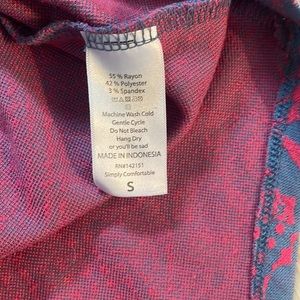 55 % Rayon
42 % Polyester
3 % Spandex
Machine Wash Cold
Gentle Cycle
Do Not Bleach
Hang Dry
or you'll be sad
MADE IN INDONESIA
RN#142151
Simply Comfortable
S